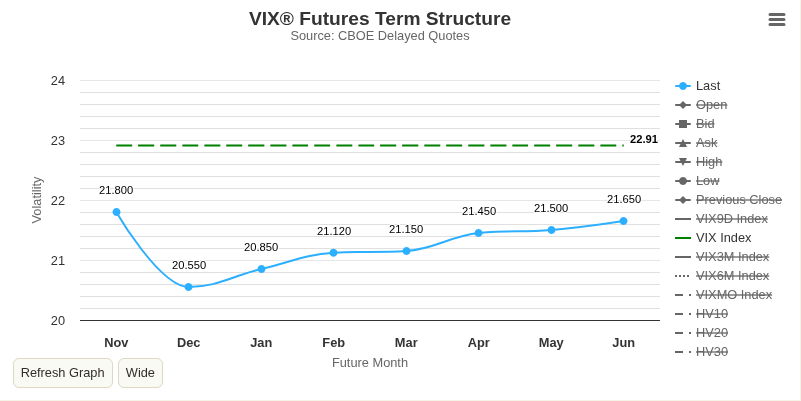 VIX® Futures Term Structure
Source: CBOE Delayed Quotes
24
23
22
21
20
Volatility
22.91
21.800
20.550
20.850
21.120
21.150
21.450
21.500
21.650
Nov Dec Jan Feb Mar Apr May Jun
Future Month
Last
Open
Bid
Ask
High
Low
Previous Close
VIX9D Index
VIX Index
VIX3M Index
VIX6M Index
VIXMO Index
HV10
HV20
HV30
Refresh Graph Wide